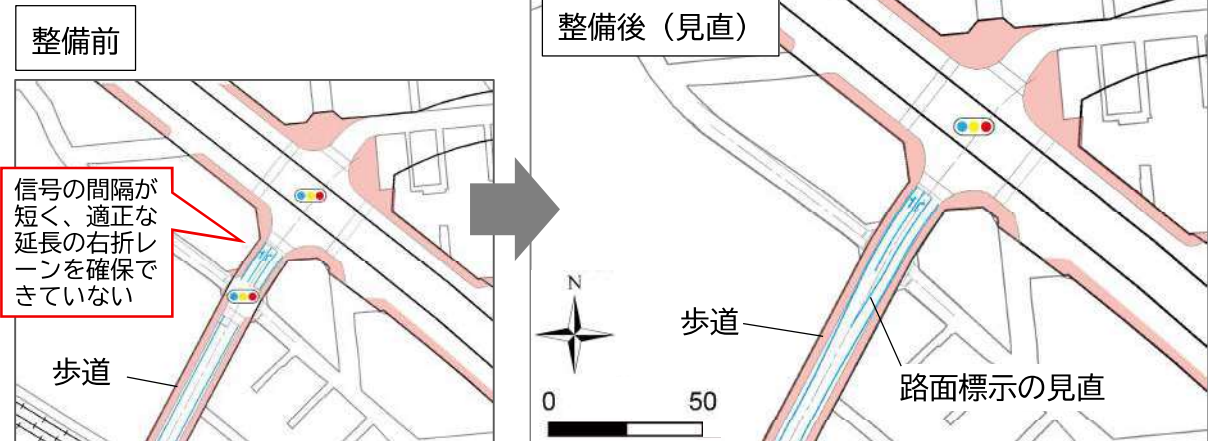 整備前
信号の間隔が
短く、適正な
延長の右折レ
ーンを確保で
きていない
歩道
整備後（見直）
N
0 50
歩道
路面標示の見直